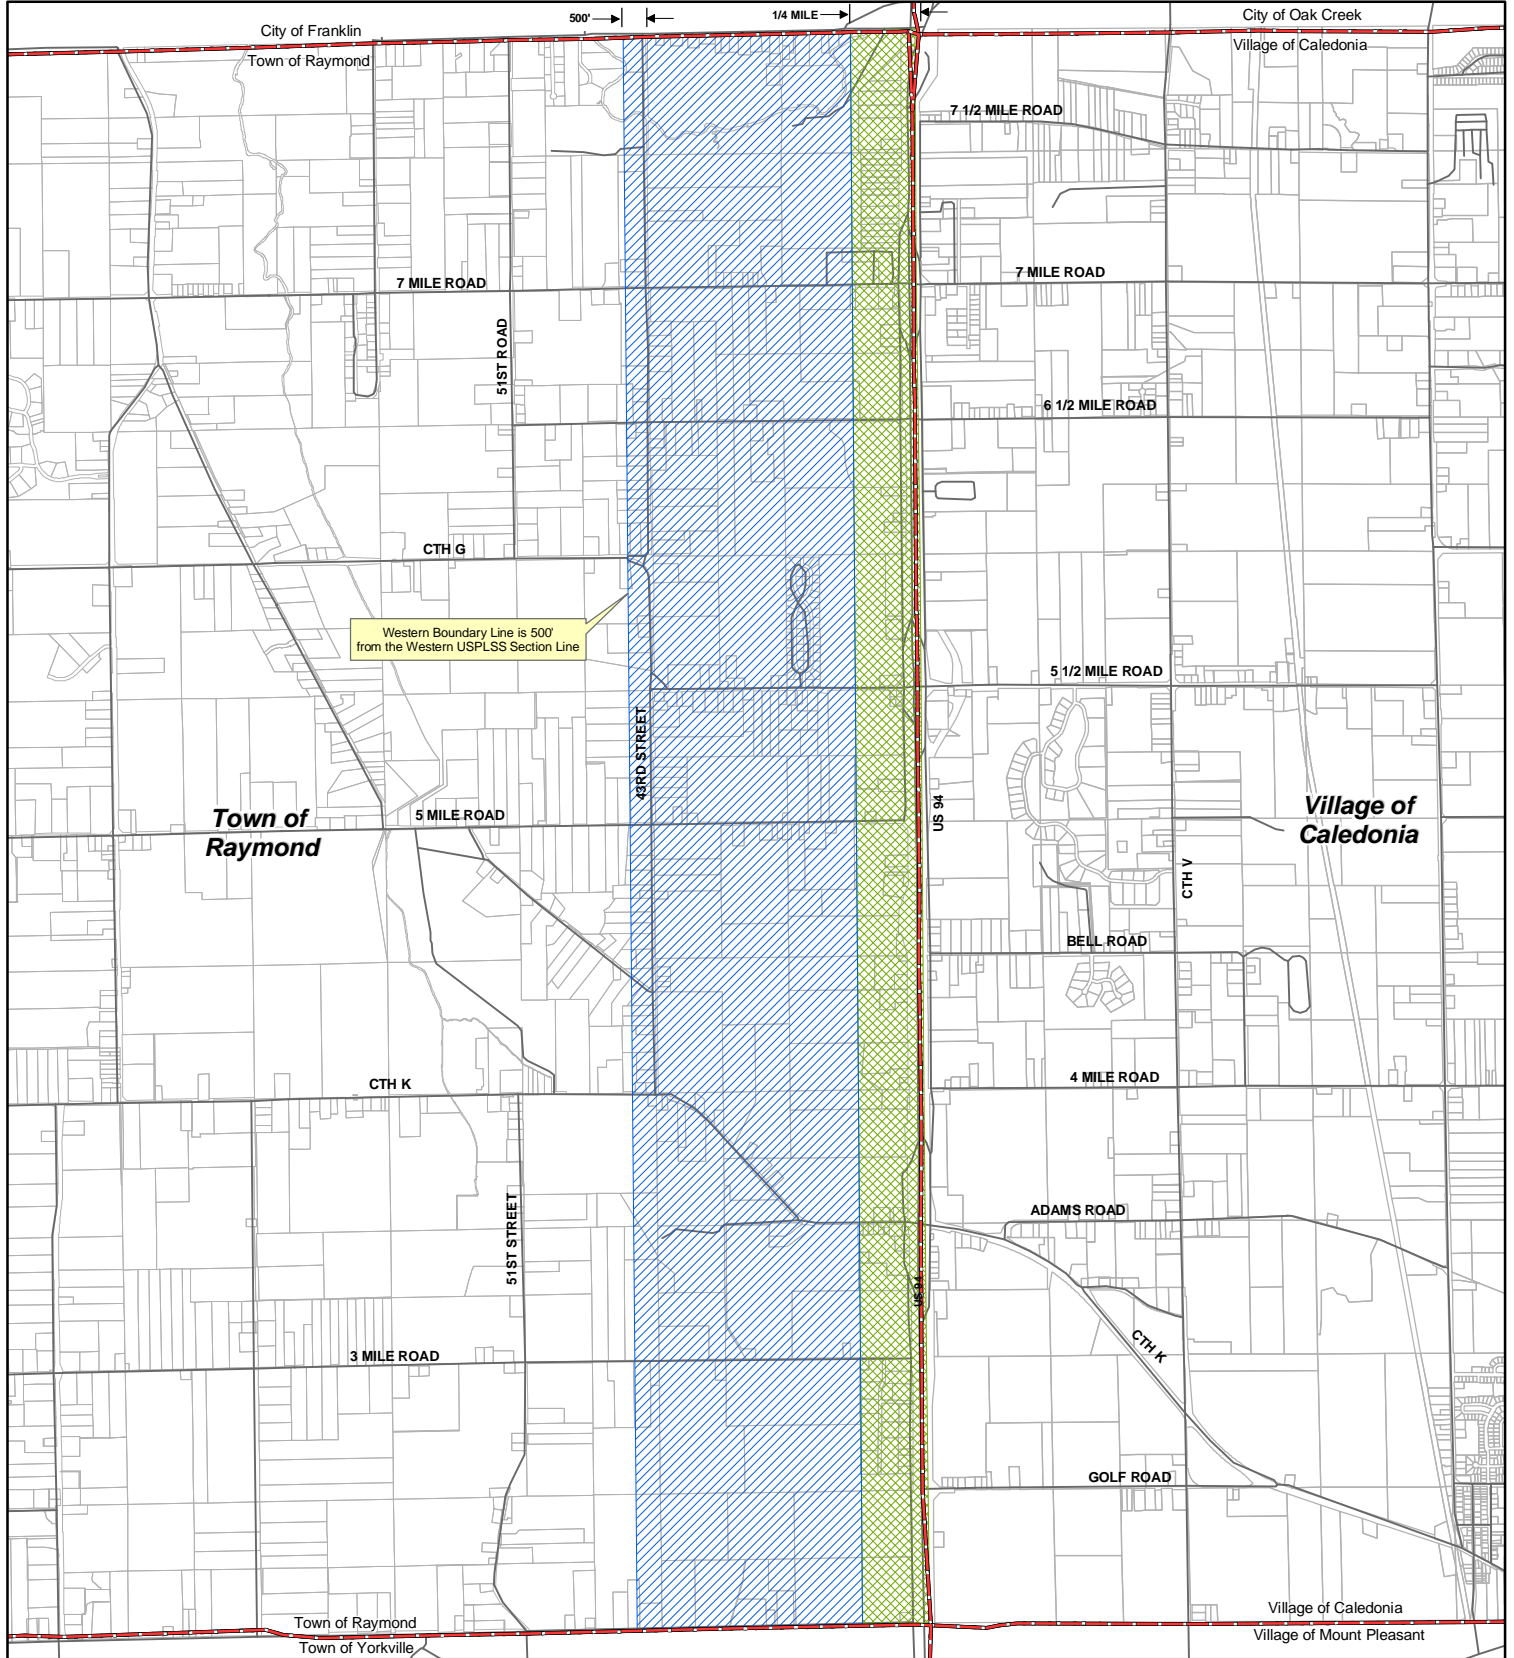 500'
1/4 MILE
City of Franklin
City of Oak Creek
Town of Raymond
Village of Caledonia
7 1/2 MILE ROAD
7 MILE ROAD
7 MILE ROAD
51ST ROAD
6 1/2 MILE ROAD
CTH G
Western Boundary Line is 500'
from the Western USPLSS Section Line
5 1/2 MILE ROAD
43RD STREET
Town of
Raymond
5 MILE ROAD
US 94
Village of
Caledonia
CTH V
BELL ROAD
CTH K
4 MILE ROAD
51ST STREET
ADAMS ROAD
US 94
3 MILE ROAD
CTH K
GOLF ROAD
Town of Raymond
Village of Caledonia
Town of Yorkville
Village of Mount Pleasant